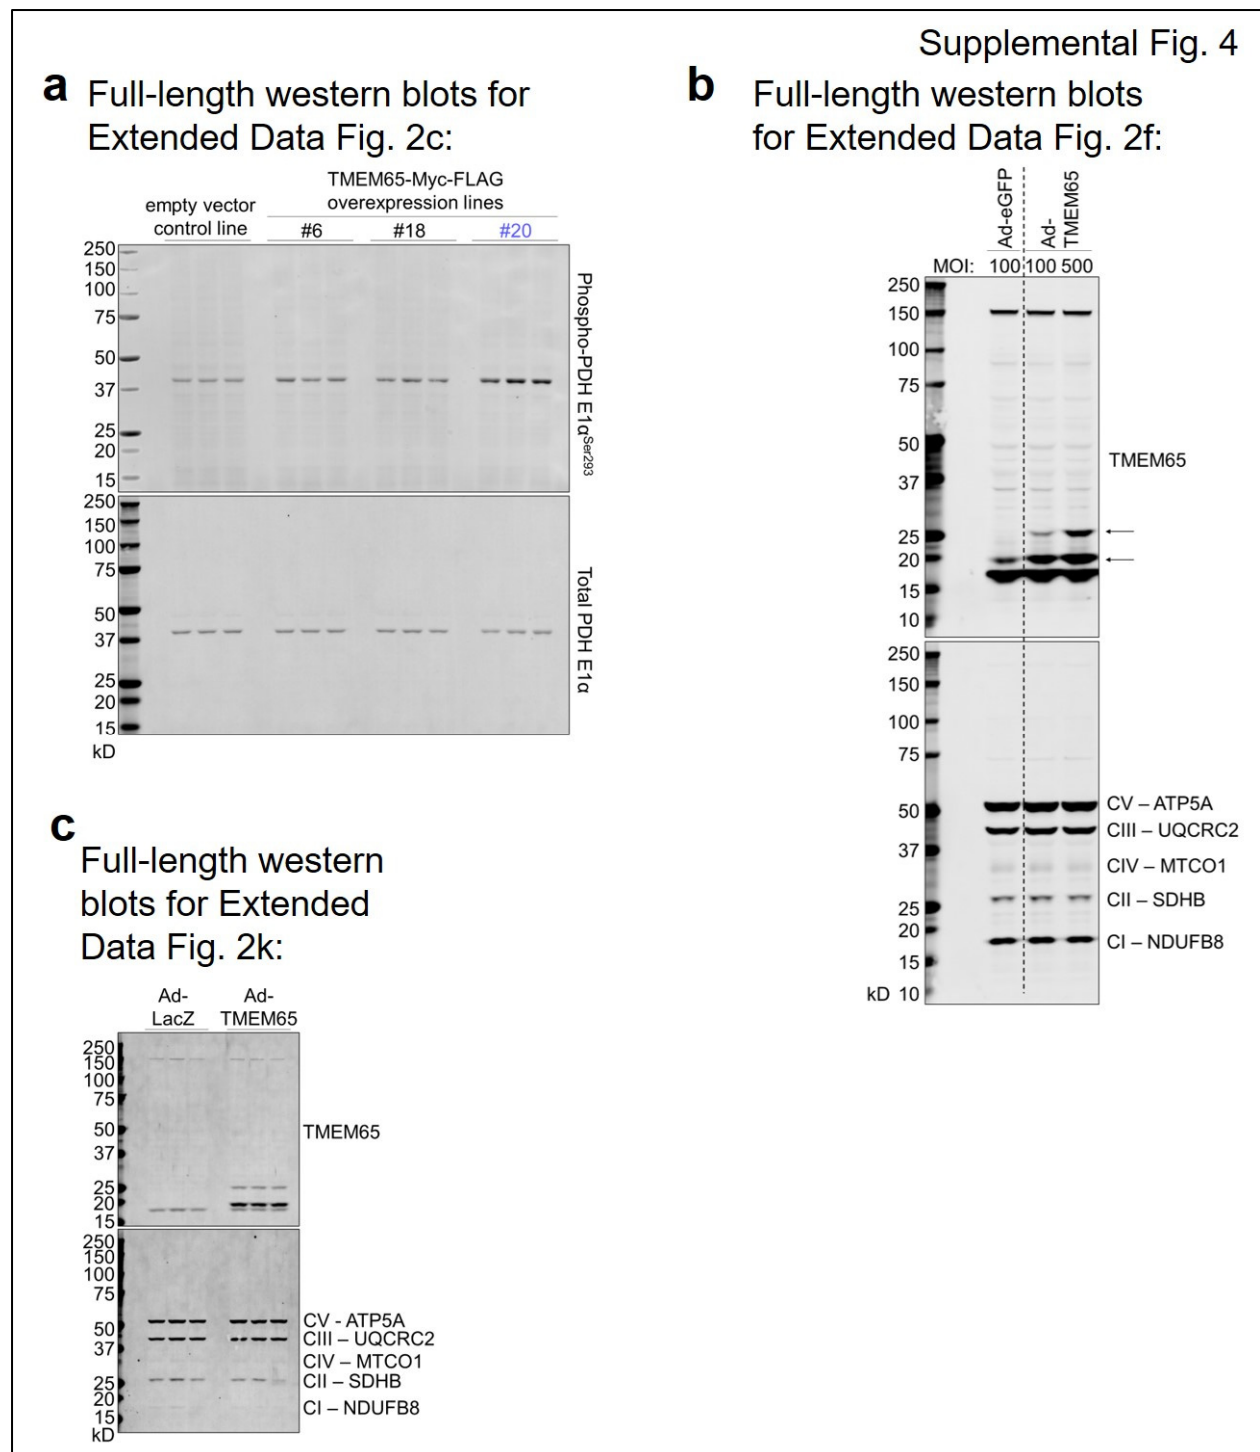 Supplemental Fig. 4
a Full-length western blots for
Extended Data Fig. 2c:
empty vector
control line
TMEM65-Myc-FLAG
overexpression lines
#6 #18 #20
250
150
100
75
50
37
25
20
15
Phospho-PDH E1αSer293
250
150
100
75
50
37
25
20
15
kD
Total PDH E1α
b Full-length western blots
for Extended Data Fig. 2f:
Ad-eGFP
Ad-
TMEM65
MOI: 100 100 500
250
150
100
75
50
37
25
20
15
10
TMEM65
250
150
100
75
50
37
25
20
15
kD 10
CV – ATP5A
CIII – UQCRC2
CIV – MTCO1
CII – SDHB
CI – NDUFB8
c
Full-length western
blots for Extended
Data Fig. 2k:
Ad-
LacZ
Ad-
TMEM65
250
150
100
75
50
37
25
20
15
TMEM65
250
150
100
75
50
37
25
20
15
kD
CV - ATP5A
CIII – UQCRC2
CIV – MTCO1
CII – SDHB
CI – NDUFB8